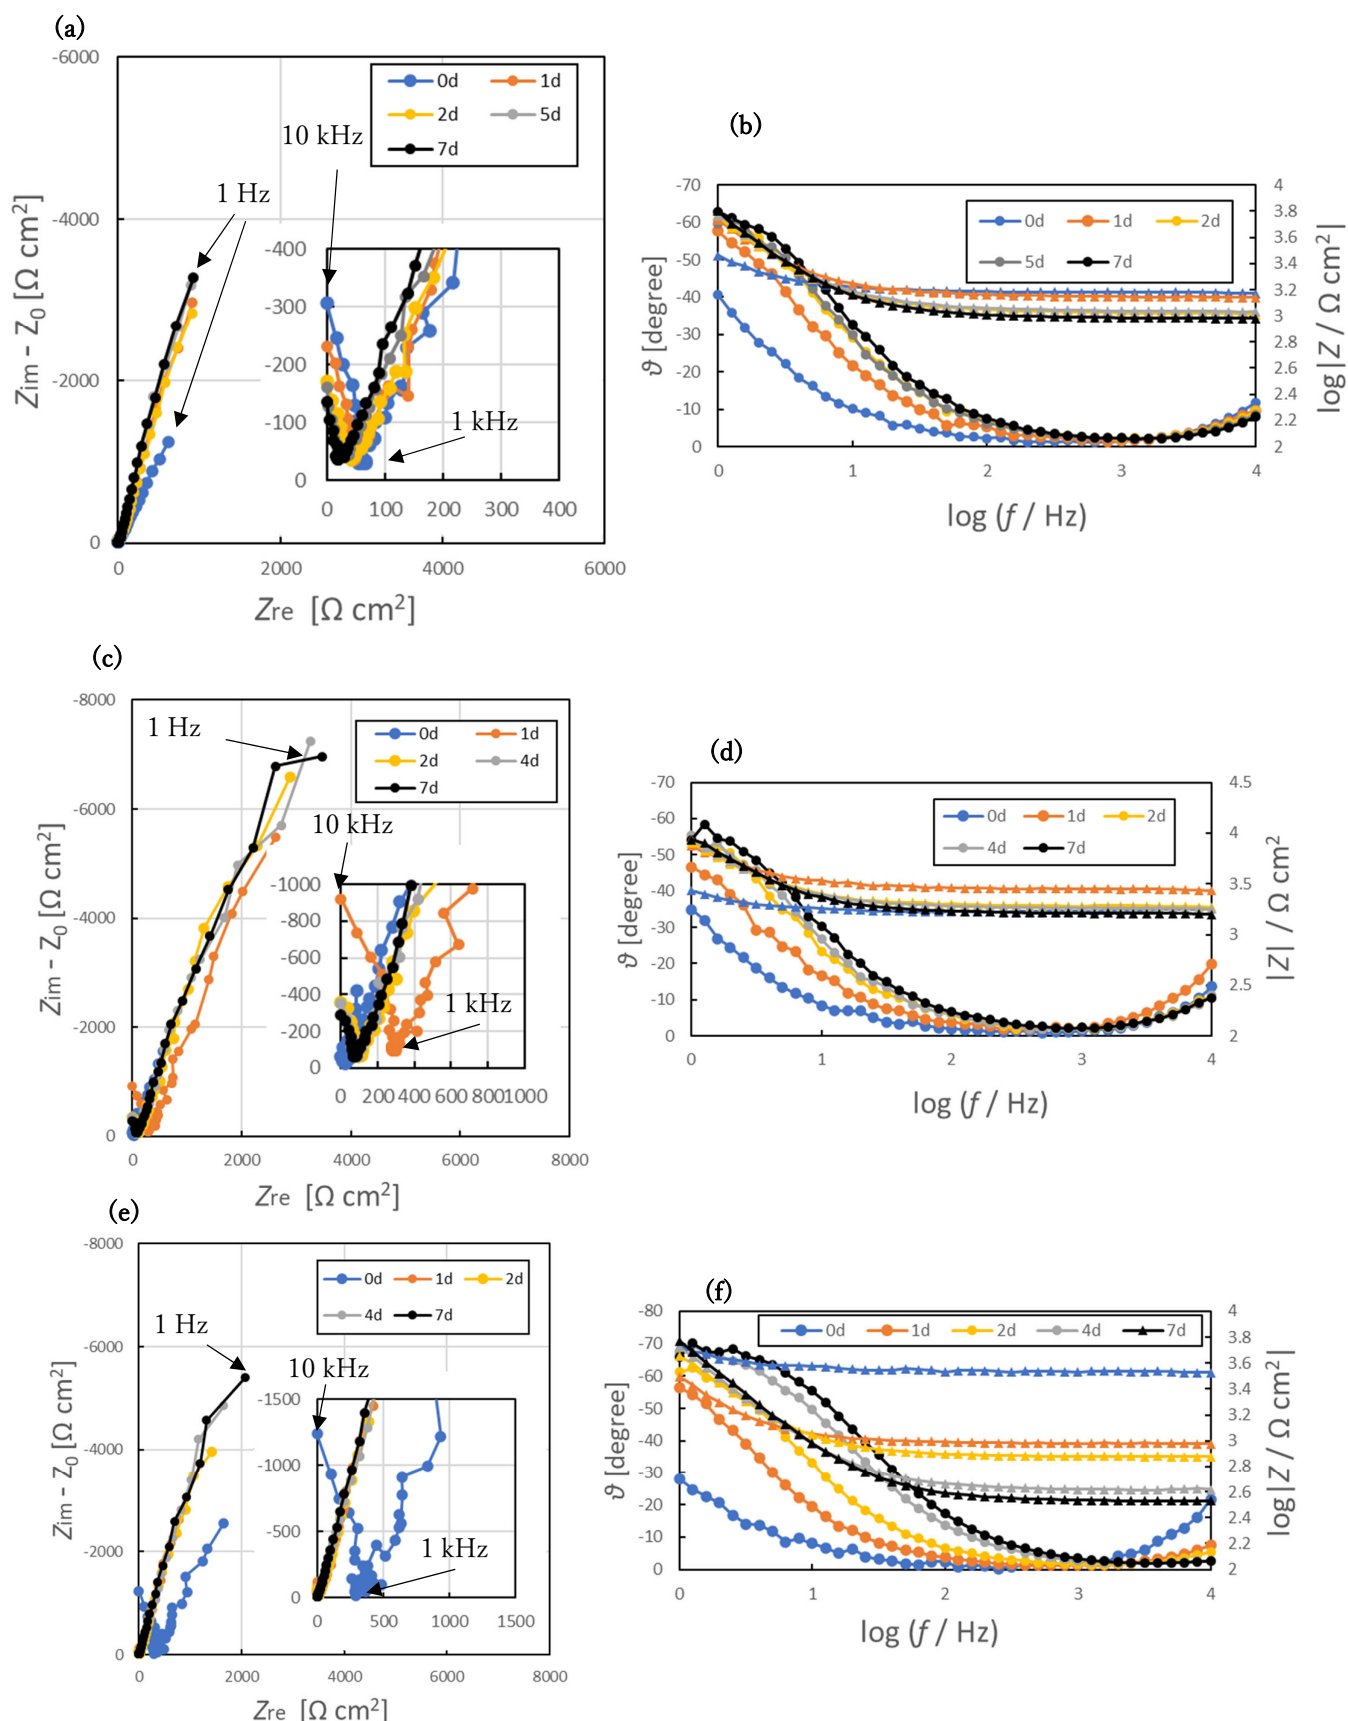 (a)
-6000
-4000
-2000
0
0 2000 4000 6000
Zim – Z0 [Ω cm2]
Zre [Ω cm2]
0d 1d
2d 5d
7d
10 kHz
1 Hz
-400
-300
-200
-100
0
0 100 200 300 400
1 kHz
(b)
-70
-60
-50
-40
-30
-20
-10
0
ϑ [degree]
0d 1d 2d
5d 7d
4
3.8
3.6
3.4
3.2
3
2.8
2.6
2.4
2.2
2
log|Z / Ω cm2|
0 1 2 3 4
log (f / Hz)
(c)
-8000
-6000
-4000
-2000
0
0 2000 4000 6000 8000
Zim – Z0 [Ω cm2]
Zre [Ω cm2]
0d 1d
2d 4d
7d
1 Hz
10 kHz
-1000
-800
-600
-400
-200
0
0 200 400 600 800 1000
1 kHz
(d)
-70
-60
-50
-40
-30
-20
-10
0
ϑ [degree]
0d 1d 2d
4d 7d
4.5
4
3.5
3
2.5
2
|Z| / Ω cm2
0 1 2 3 4
log (f / Hz)
(e)
-8000
-6000
-4000
-2000
0
0 2000 4000 6000 8000
Zim – Z0 [Ω cm2]
Zre [Ω cm2]
0d 1d 2d
4d 7d
1 Hz
10 kHz
-1500
-1000
-500
0
0 500 1000 1500
1 kHz
(f)
-80
-70
-60
-50
-40
-30
-20
-10
0
ϑ [degree]
0d 1d 2d 4d 7d
4
3.8
3.6
3.4
3.2
3
2.8
2.6
2.4
2.2
2
log|Z / Ω cm2|
0 1 2 3 4
log (f / Hz)